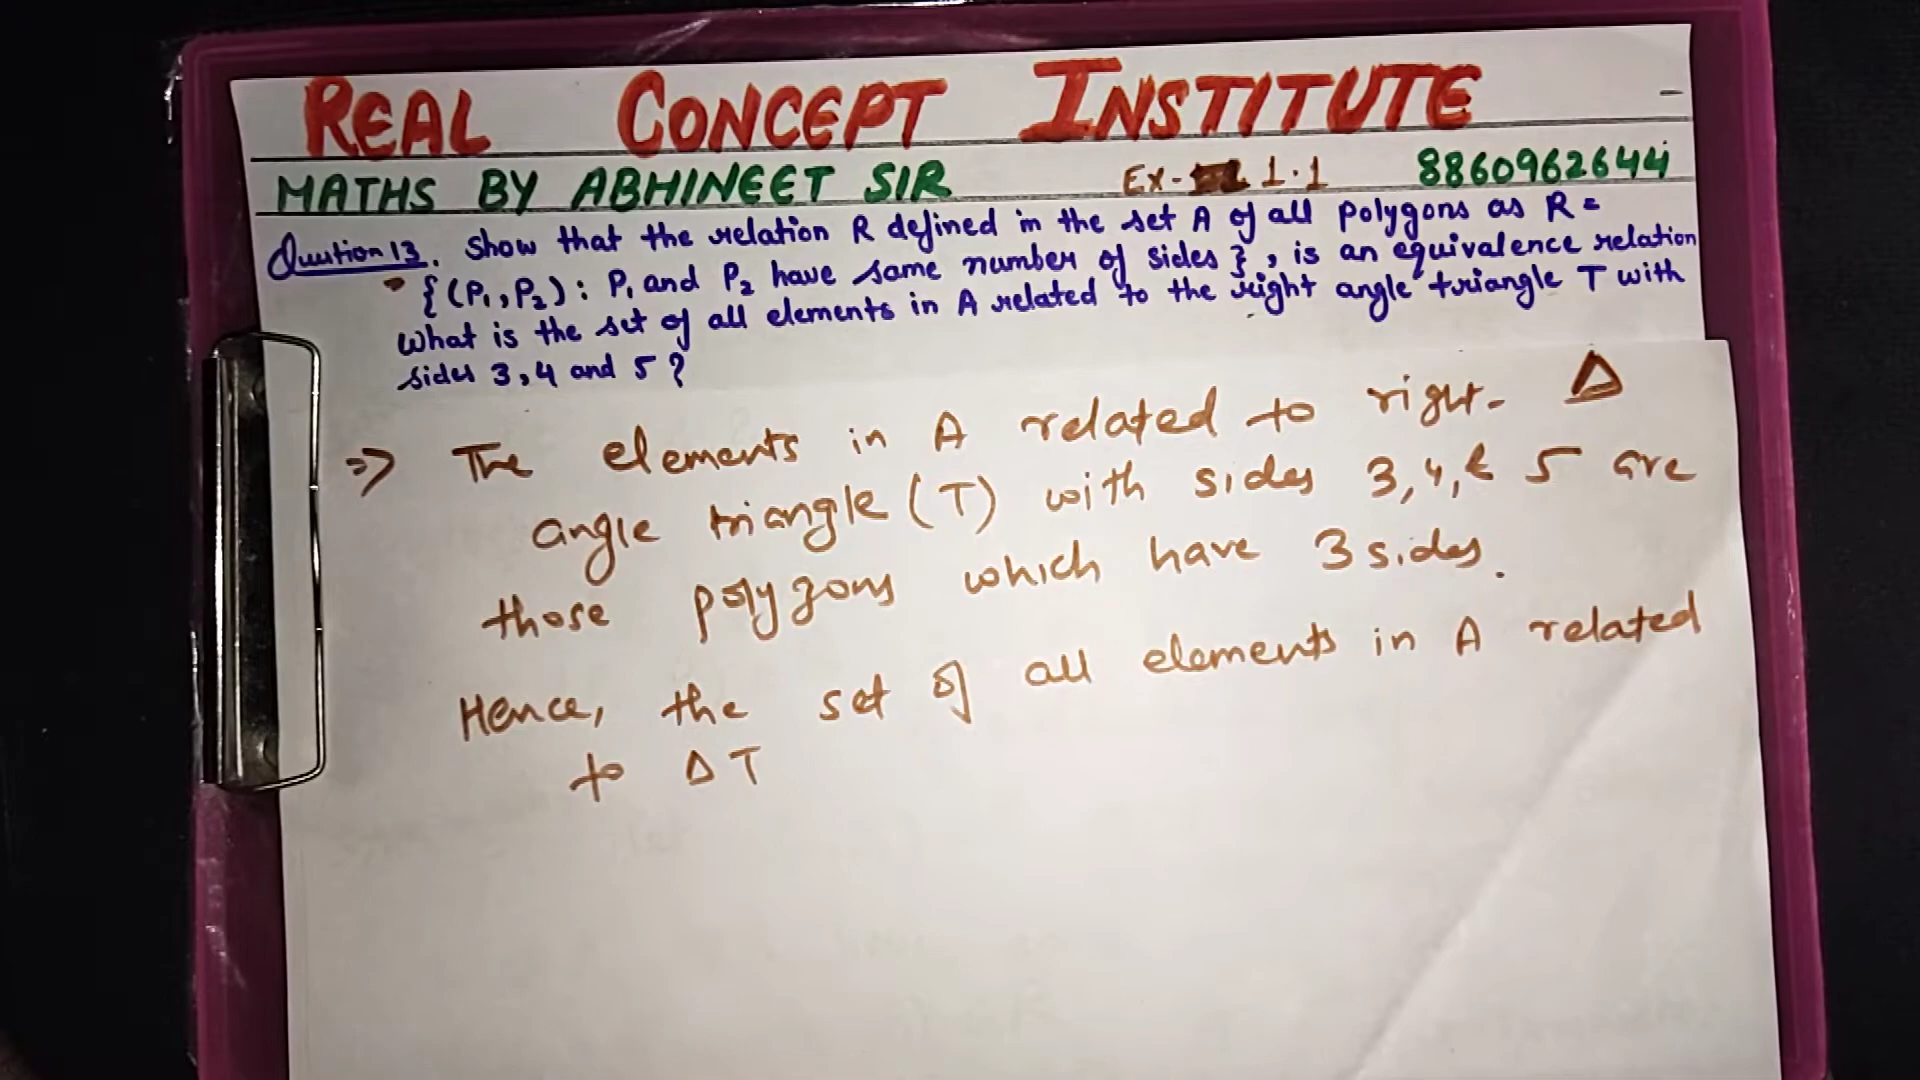 REAL CONCEPT INSTITUTE
MATHS BY ABHINEET SIR EX- 1.1 8860962644
Question 13. Show that the relation R defined in the set A of all polygons as R =
{(P₁,P₂): P₁ and P₂ have same number of sides}, is an equivalence relation
What is the set of all elements in A related to the right angle triangle T with
sides 3,4 and 5?
=> The elements in A related to right- Δ
angle triangle (T) with sides 3,4,& 5 are
those polygons which have 3 sides.
Hence, the set of all elements in A related
to Δ T